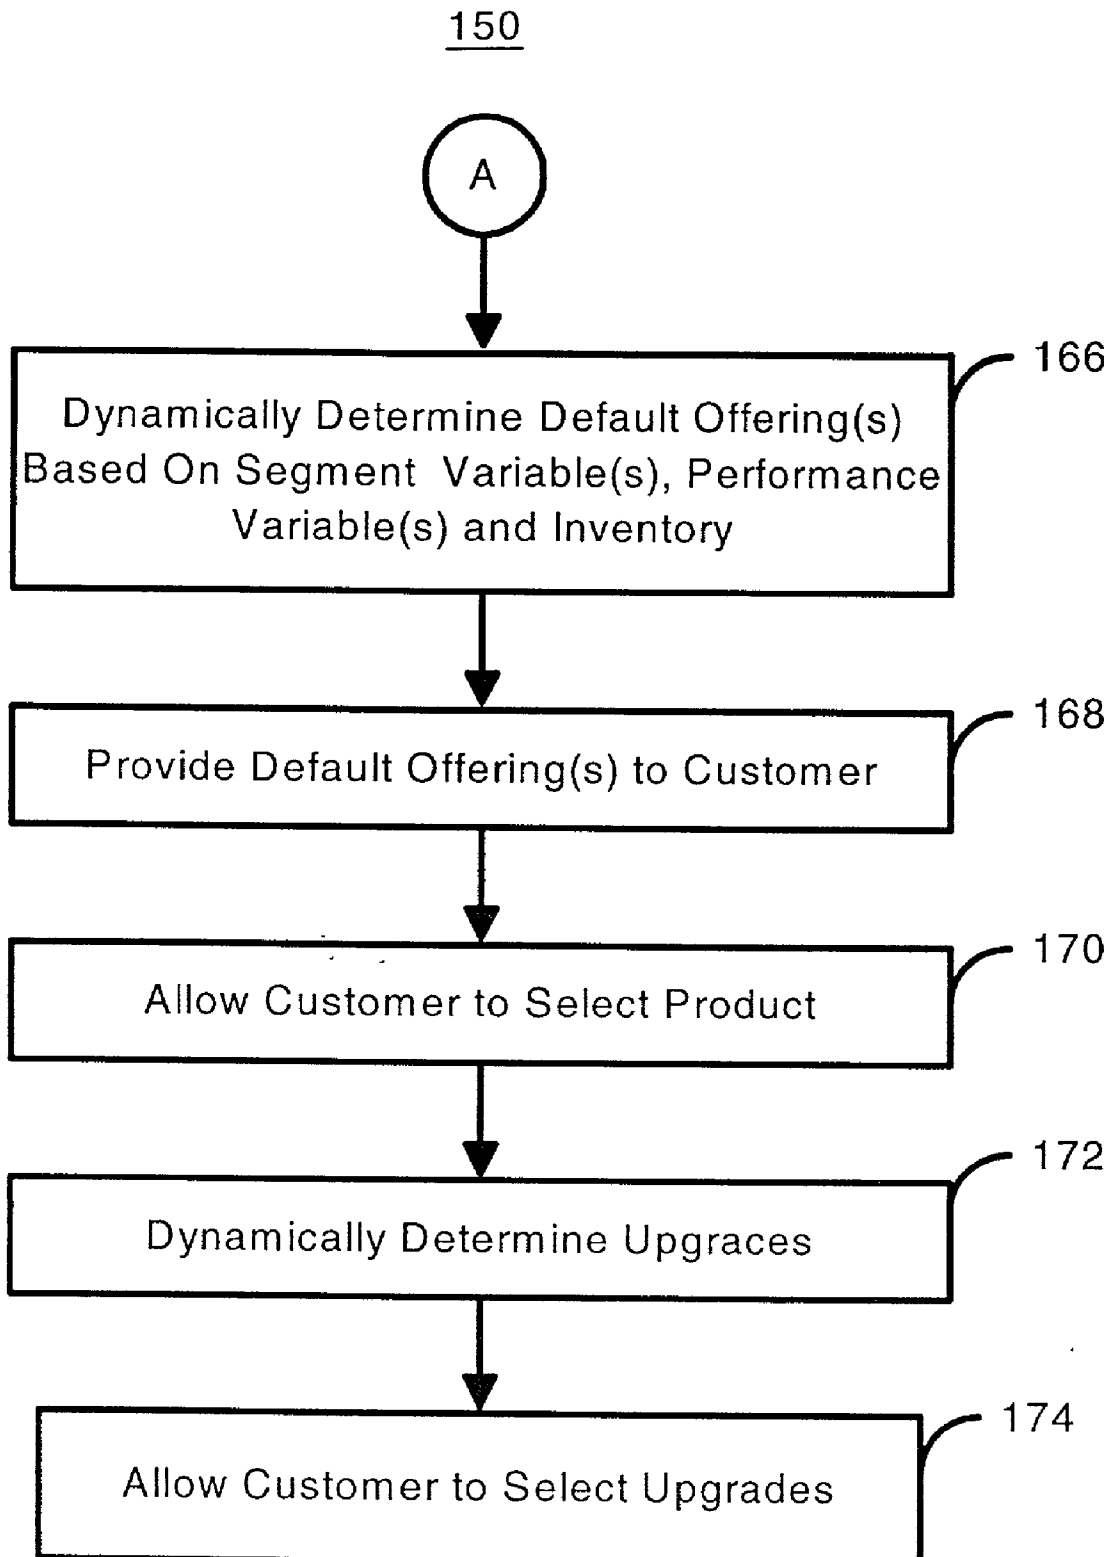 150
A
166
Dynamically Determine Default Offering(s)
Based On Segment Variable(s), Performance
Variable(s) and Inventory
168
Provide Default Offering(s) to Customer
170
Allow Customer to Select Product
172
Dynamically Determine Upgraces
174
Allow Customer to Select Upgrades